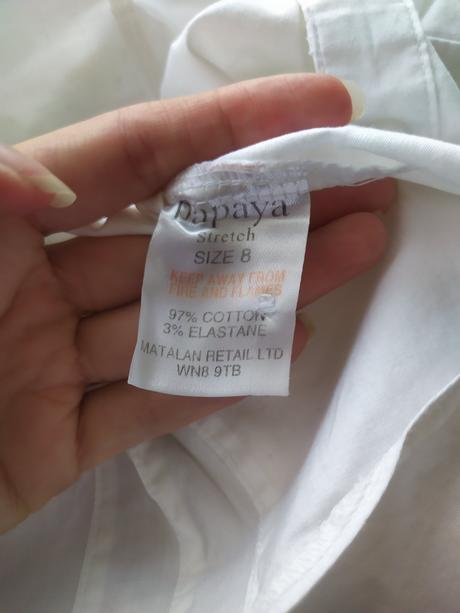 Papaya
Stretch
SIZE 8
KEEP AWAY FROM
FIRE AND FLAMES
97% COTTON
3% ELASTANE
MATALAN RETAIL LTD
WN8 9TB